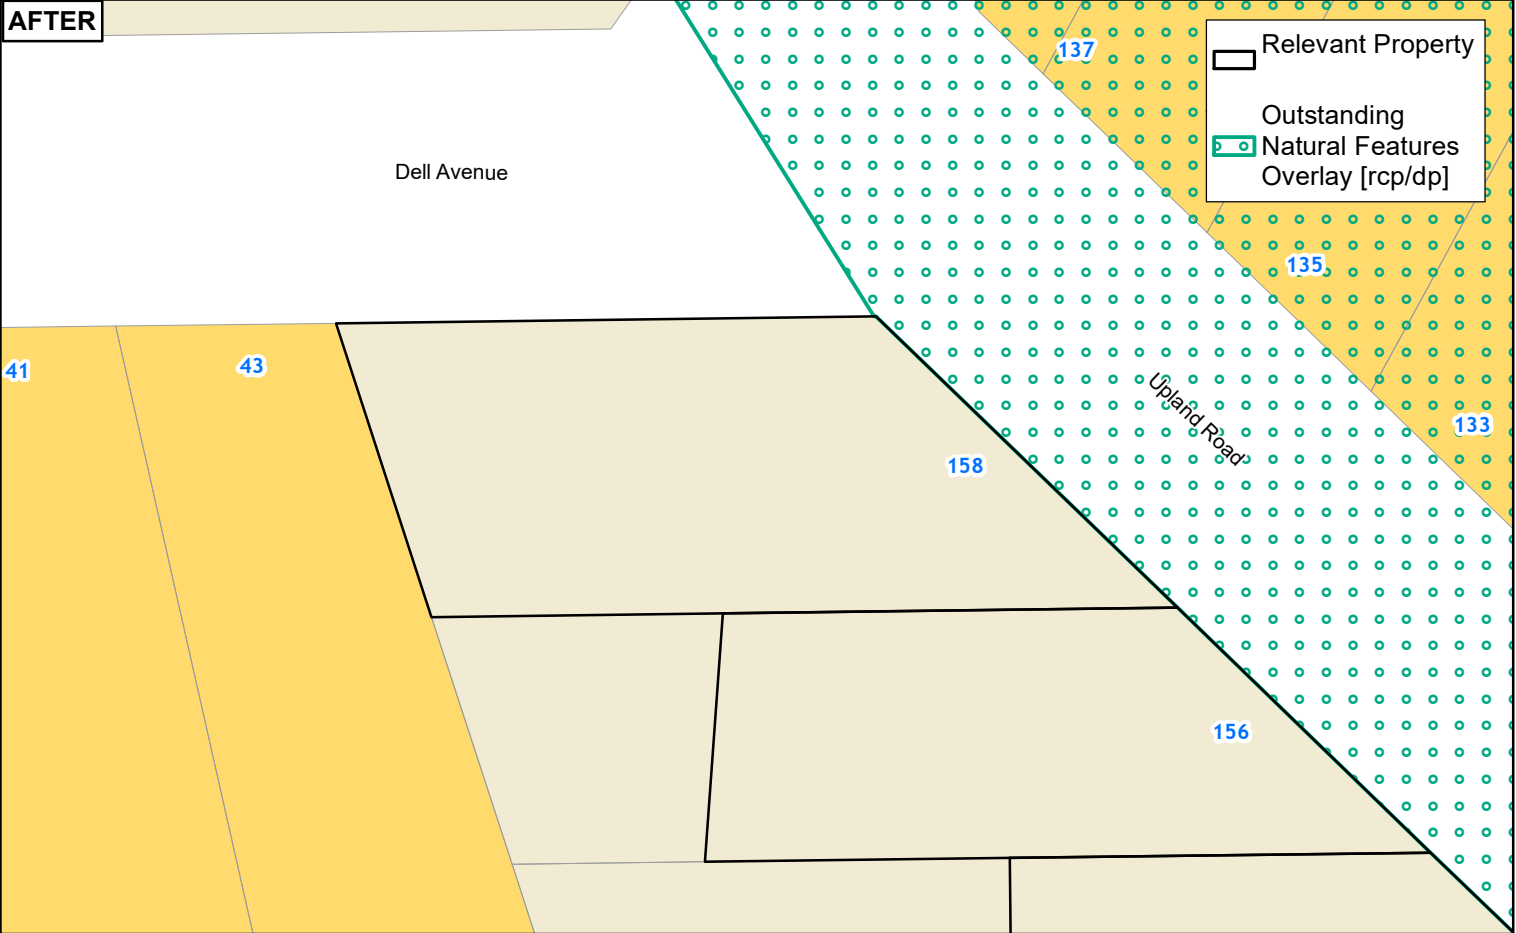 AFTER
137
Relevant Property
Outstanding
Natural Features
Overlay [rcp/dp]
Dell Avenue
135
41
43
Upland Road
133
158
156